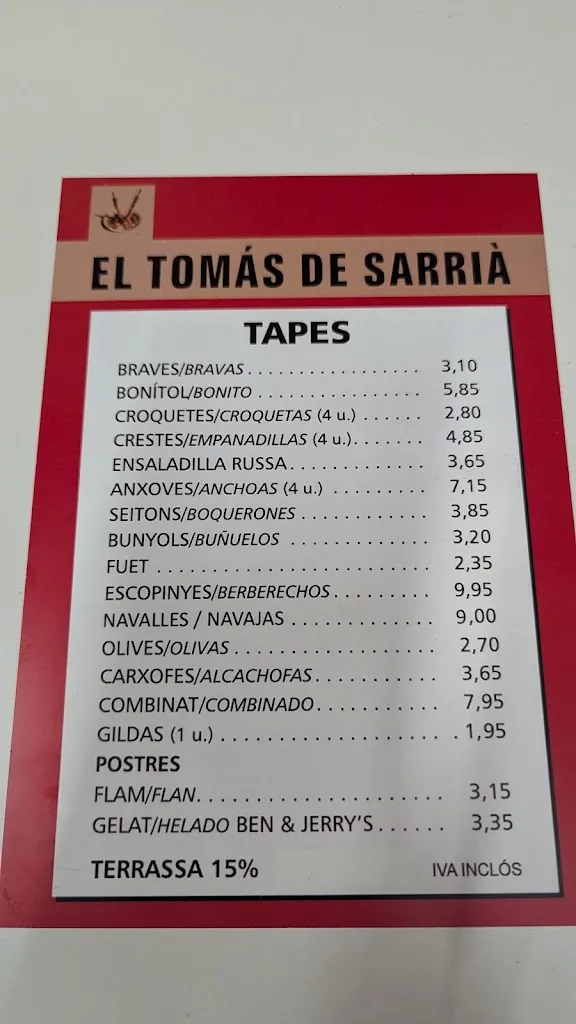 EL TOMÁS DE SARRIÀ
TAPES
BRAVES/BRAVAS . . . . . . . . . . . . . . . . . 3,10
BONÍTOL/BONITO . . . . . . . . . . . . . . . . 5,85
CROQUETES/CROQUETAS (4 u.) . . . . . . 2,80
CRESTES/EMPANADILLAS (4 u.). . . . . . . 4,85
ENSALADILLA RUSSA. . . . . . . . . . . . . . 3,65
ANXOVES/ANCHOAS (4 u.) . . . . . . . . . 7,15
SEITONS/BOQUERONES . . . . . . . . . . . . 3,85
BUNYOLS/BUÑUELOS . . . . . . . . . . . . . 3,20
FUET . . . . . . . . . . . . . . . . . . . . . . . . . . 2,35
ESCOPINYES/BERBERECHOS . . . . . . . . . 9,95
NAVALLES / NAVAJAS . . . . . . . . . . . . . 9,00
OLIVES/OLIVAS . . . . . . . . . . . . . . . . . . . 2,70
CARXOFES/ALCACHOFAS. . . . . . . . . . . 3,65
COMBINAT/COMBINADO. . . . . . . . . . . 7,95
GILDAS (1 u.) . . . . . . . . . . . . . . . . . . . . . 1,95
POSTRES
FLAM/FLAN. . . . . . . . . . . . . . . . . . . . . . 3,15
GELAT/HELADO BEN & JERRY'S . . . . . . 3,35
TERRASSA 15% IVA INCLÓS